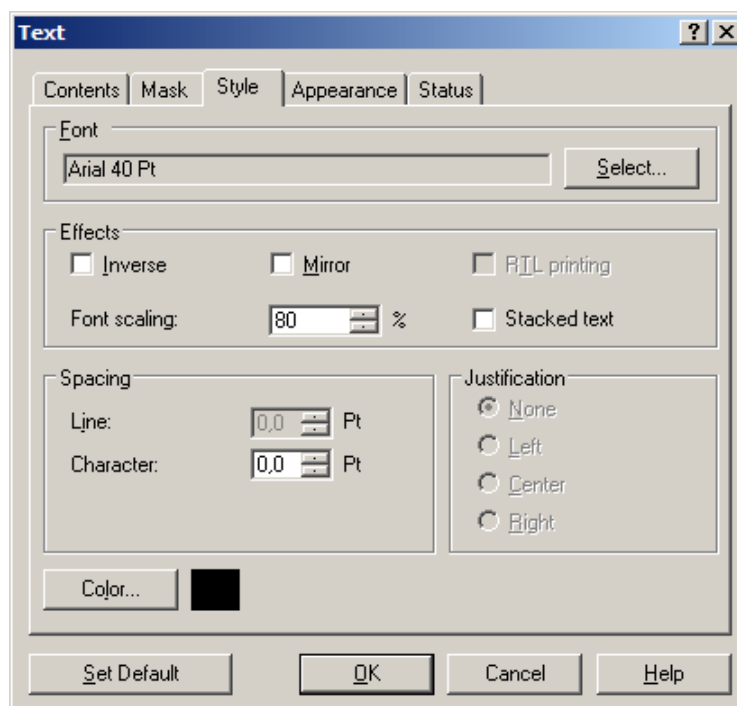 Text
Contents Mask Style Appearance Status
Font
Arial 40 Pt Select...
Effects
Inverse Mirror RTL printing
Font scaling: 80 % Stacked text
Spacing Justification
Line: 0,0 Pt None
Character: 0,0 Pt Left
Center
Right
Color...
Set Default OK Cancel Help